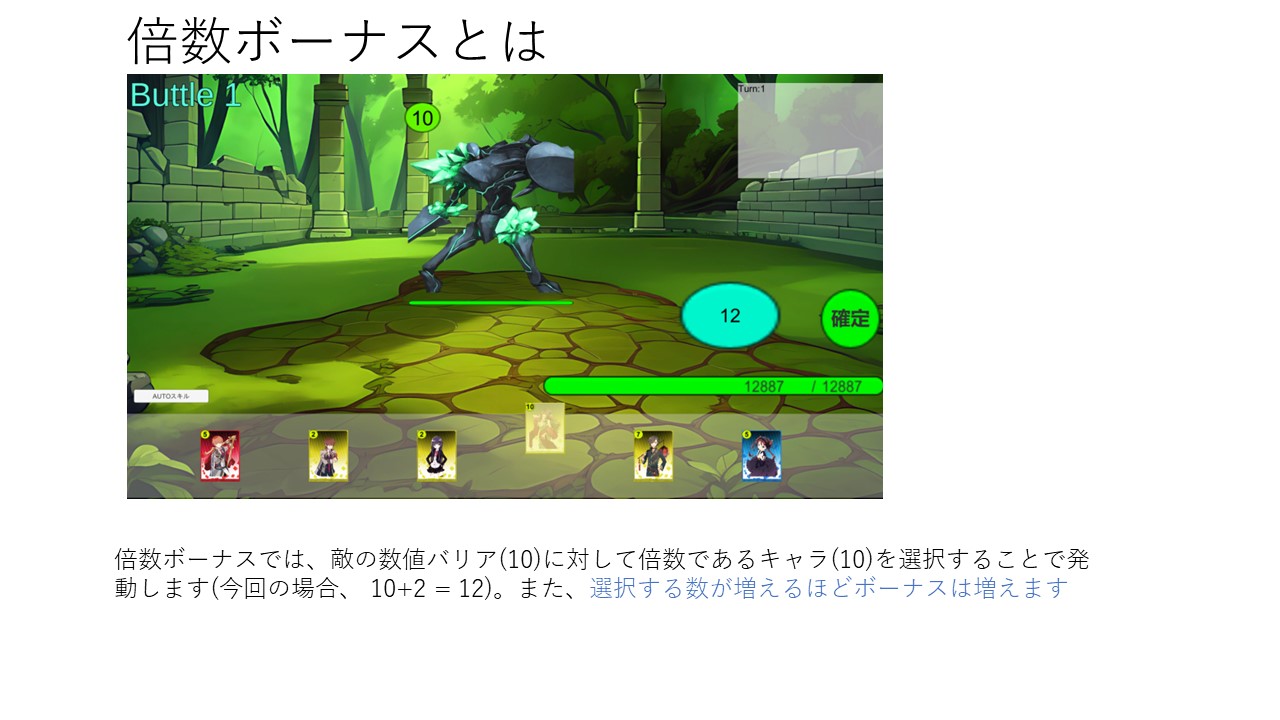 倍数ボーナスとは
Buttle 1
Turn:1
10
12
確定
12887 / 12887
AUTOスキル
10
5
2
2
7
5
倍数ボーナスでは、敵の数値バリア(10)に対して倍数であるキャラ(10)を選択することで発
動します(今回の場合、 10+2 = 12)。また、選択する数が増えるほどボーナスは増えます